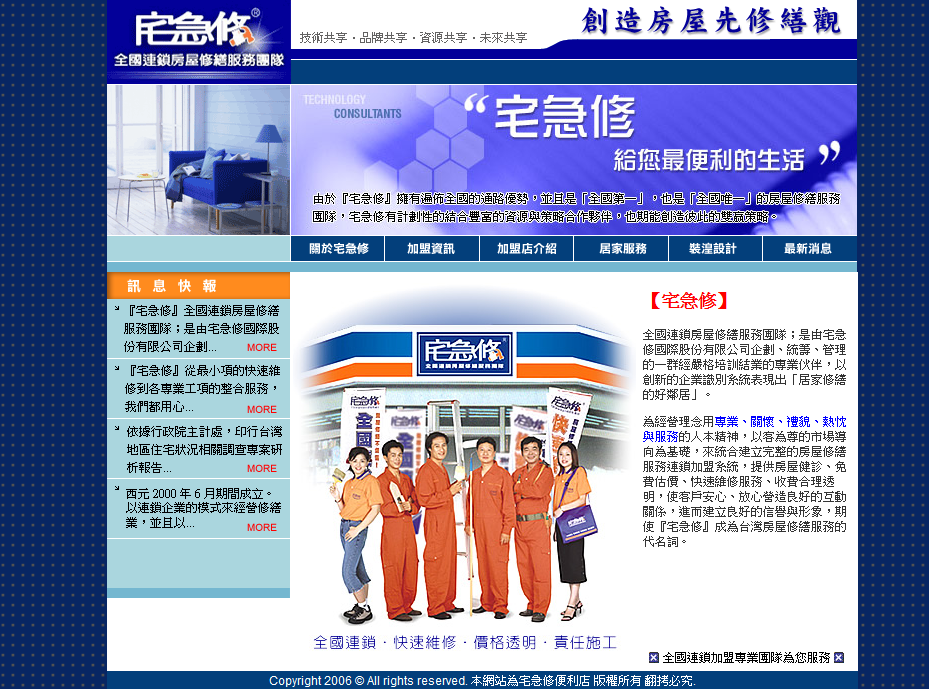 宅急修®
全國連鎖房屋修繕服務團隊
技術共享・品牌共享・資源共享・未來共享
創造房屋先修繕觀
TECHNOLOGY
CONSULTANTS
“宅急修
給您最便利的生活”
由於『宅急修』擁有遍佈全國的通路優勢，並且是「全國第一」，也是「全國唯一」的房屋修繕服務
團隊，宅急修有計劃性的結合豐富的資源與策略合作夥伴，也期能創造彼此的雙贏策略。
關於宅急修
加盟資訊
加盟店介紹
居家服務
裝湟設計
最新消息
訊息快報
『宅急修』全國連鎖房屋修繕
服務團隊；是由宅急修國際股
份有限公司企劃... MORE
『宅急修』從最小項的快速維
修到各專業工項的整合服務，
我們都用心... MORE
依據行政院主計處，印行台灣
地區住宅狀況相關調查專案研
析報告... MORE
西元 2000 年 6 月期間成立。
以連鎖企業的模式來經營修繕
業，並且以... MORE
宅急修
全國連鎖房屋修繕服務團隊
宅急修
宅急修
宅急修
宅急修
全國
快速
宅急修
全國連鎖．快速維修．價格透明．責任施工
【宅急修】
全國連鎖房屋修繕服務團隊；是由宅急
修國際股份有限公司企劃、統籌、管理
的一群經嚴格培訓結業的專業伙伴，以
創新的企業識別系統表現出「居家修繕
的好鄰居」。
為經營理念用專業、關懷、禮貌、熱忱
與服務的人本精神，以客為尊的市場導
向為基礎，來統合建立完整的房屋修繕
服務連鎖加盟系統，提供房屋健診、免
費估價、快速維修服務、收費合理透
明，使客戶安心、放心營造良好的互動
關係，進而建立良好的信譽與形象，期
使『宅急修』成為台灣房屋修繕服務的
代名詞。
全國連鎖加盟專業團隊為您服務
Copyright 2006 © All rights reserved. 本網站為宅急修便利店 版權所有 翻拷必究.